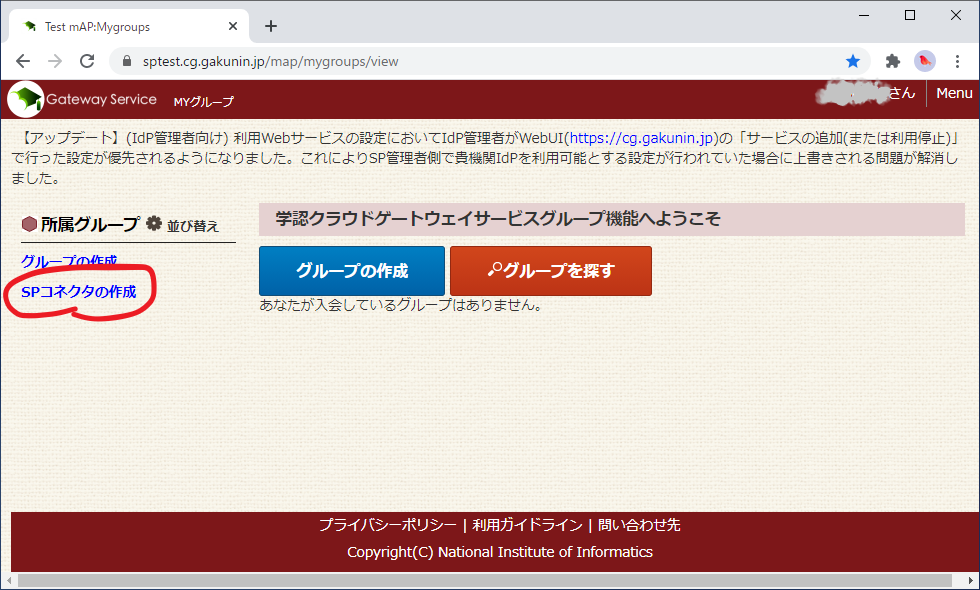 Test mAP:Mygroups
sptest.cg.gakunin.jp/map/mygroups/view
Gateway Service MYグループ
さん Menu
【アップデート】(IdP管理者向け) 利用Webサービスの設定においてIdP管理者がWebUI(https://cg.gakunin.jp)の「サービスの追加(または利用停止)」
で行った設定が優先されるようになりました。これによりSP管理者側で貴機関IdPを利用可能とする設定が行われていた場合に上書きされる問題が解消し
ました。
所属グループ 並び替え
グループの作成
SPコネクタの作成
学認クラウドゲートウェイサービスグループ機能へようこそ
グループの作成 グループを探す
あなたが入会しているグループはありません。
プライバシーポリシー | 利用ガイドライン | 問い合わせ先
Copyright(C) National Institute of Informatics